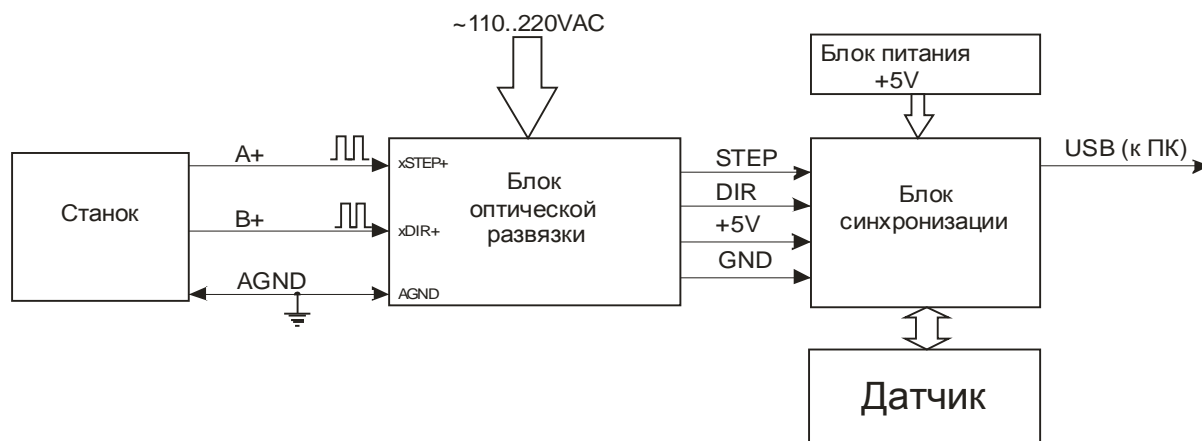 ~110..220VAC
Блок питания
+5V
Станок
A+
B+
AGND
xSTEP+
xDIR+
AGND
Блок
оптической
развязки
STEP
DIR
+5V
GND
Блок
синхронизации
USB (к ПК)
Датчик